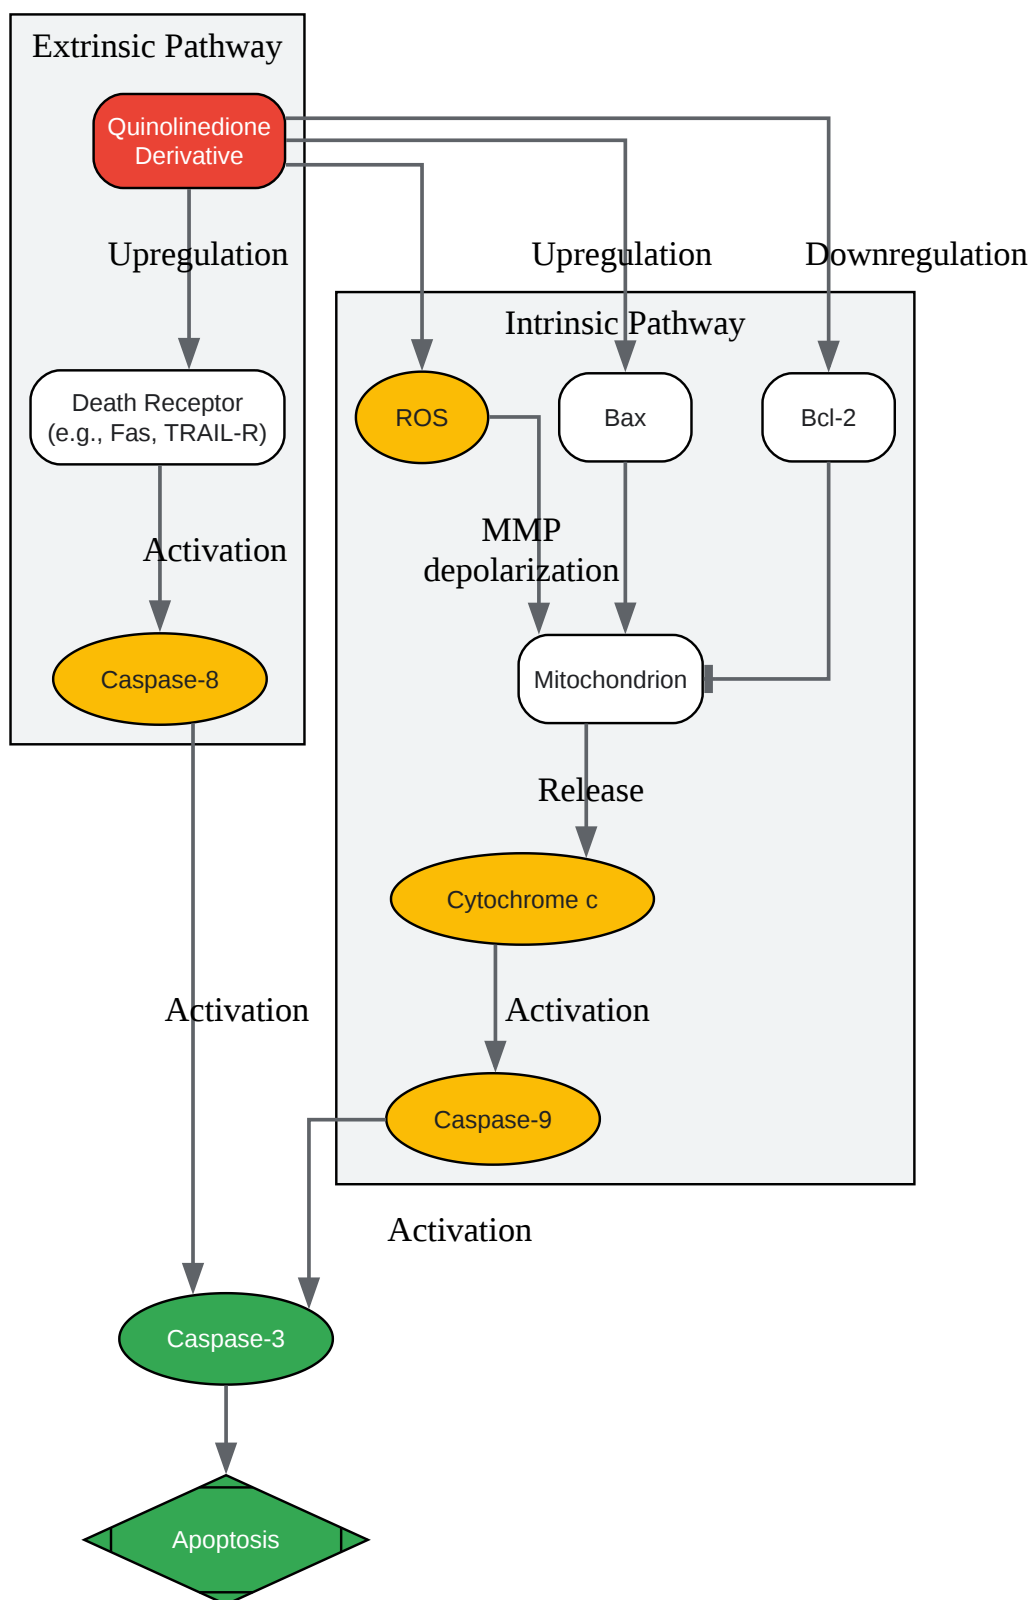 Extrinsic Pathway
Quinolinedione
Derivative
Upregulation
Upregulation
Downregulation
Intrinsic Pathway
Death Receptor
(e.g., Fas, TRAIL-R)
ROS
Bax
Bcl-2
Activation
MMP
depolarization
Caspase-8
Mitochondrion
Release
Cytochrome c
Activation
Activation
Caspase-9
Activation
Caspase-3
Apoptosis